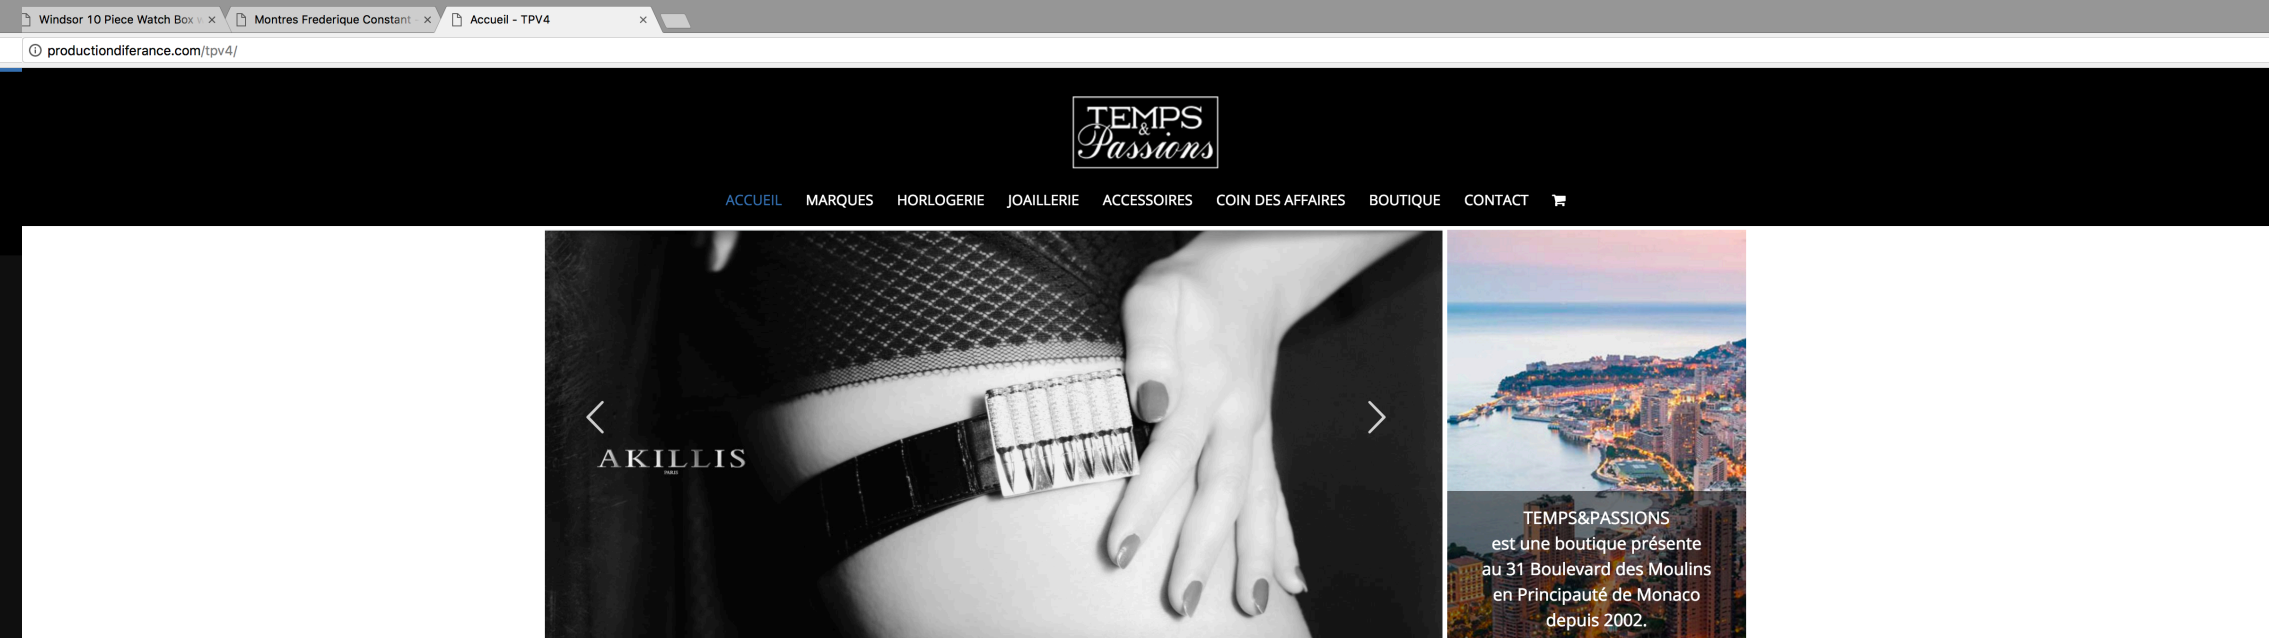 Windsor 10 Piece Watch Box
Montres Frederique Constant -
Accueil - TPV4
productiondiferance.com/tpv4/
TEMPS
&
Passions
ACCUEIL MARQUES HORLOGERIE JOAILLERIE ACCESSOIRES COIN DES AFFAIRES BOUTIQUE CONTACT
AKILLIS
PARIS
TEMPS&PASSIONS
est une boutique présente
au 31 Boulevard des Moulins
en Principauté de Monaco
depuis 2002.